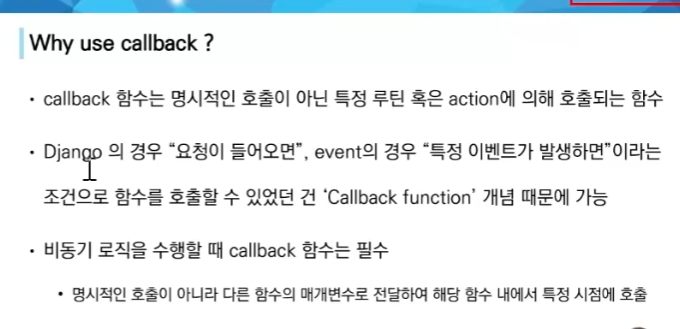 Why use callback ?
• callback 함수는 명시적인 호출이 아닌 특정 루틴 혹은 action에 의해 호출되는 함수
• Django 의 경우 “요청이 들어오면”, event의 경우 “특정 이벤트가 발생하면”이라는
조건으로 함수를 호출할 수 있었던 건 ‘Callback function’ 개념 때문에 가능
• 비동기 로직을 수행할 때 callback 함수는 필수
• 명시적인 호출이 아니라 다른 함수의 매개변수로 전달하여 해당 함수 내에서 특정 시점에 호출